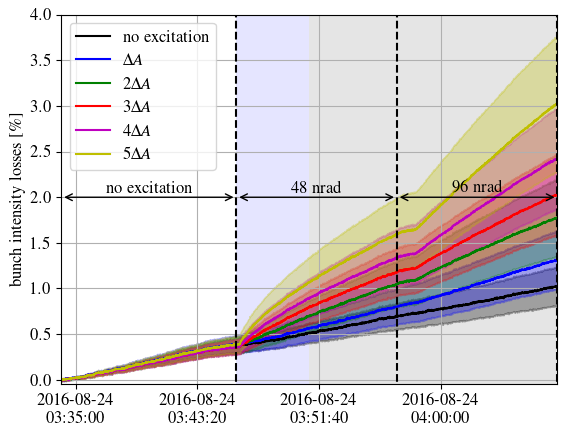 4.0
3.5
3.0
2.5
2.0
1.5
1.0
0.5
0.0
bunch intensity losses [%]
no excitation
ΔA
2ΔA
3ΔA
4ΔA
5ΔA
no excitation
48 nrad
96 nrad
2016-08-24
03:35:00
2016-08-24
03:43:20
2016-08-24
03:51:40
2016-08-24
04:00:00